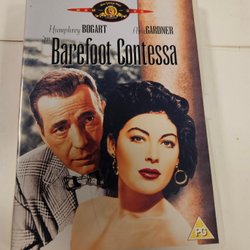 Humphrey BOGART Ava GARDNER
The Barefoot Contessa
PG